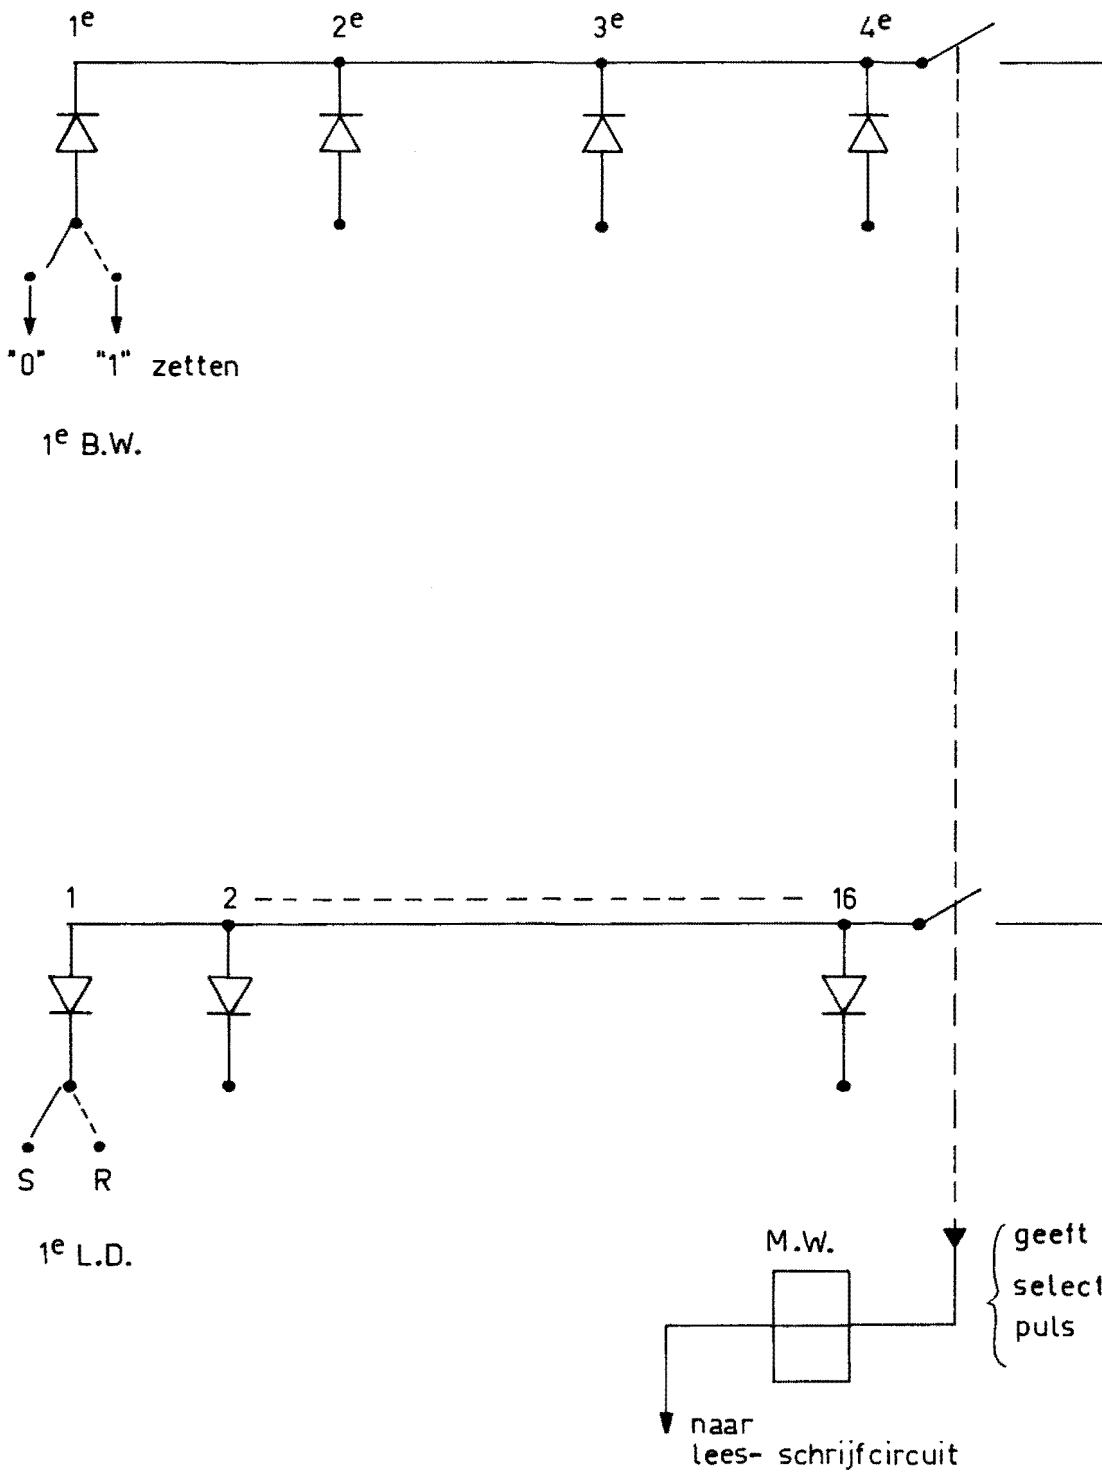 1e 2e 3e 4e
"0" "1" zetten
1e B.W.
1 2 16
S R
1e L.D.
M.W.
geeft
select
puls
naar
lees- schrijfcircuit